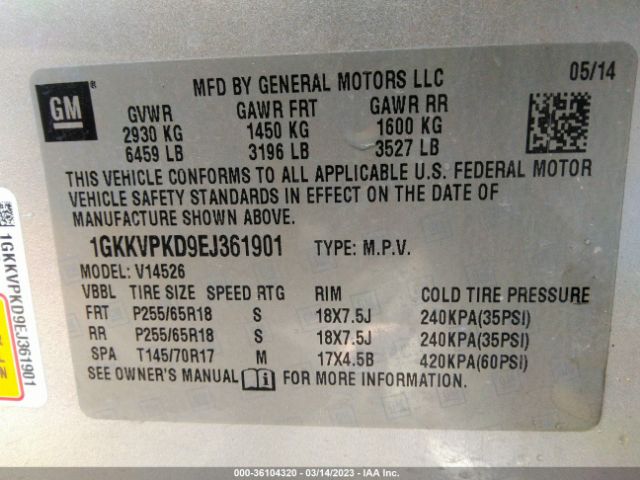 GM
MFD BY GENERAL MOTORS LLC
05/14
GVWR GAWR FRT GAWR RR
2930 KG 1450 KG 1600 KG
6459 LB 3196 LB 3527 LB
THIS VEHICLE CONFORMS TO ALL APPLICABLE U.S. FEDERAL MOTOR
VEHICLE SAFETY STANDARDS IN EFFECT ON THE DATE OF
MANUFACTURE SHOWN ABOVE.
1GKKVPKD9EJ361901 TYPE: M.P.V.
MODEL: V14526
VBBL TIRE SIZE SPEED RTG RIM COLD TIRE PRESSURE
FRT P255/65R18 S 18X7.5J 240KPA(35PSI)
RR P255/65R18 S 18X7.5J 240KPA(35PSI)
SPA T145/70R17 M 17X4.5B 420KPA(60PSI)
SEE OWNER'S MANUAL FOR MORE INFORMATION.
1GKKVPKD9EJ361901
000-36104320 - 03/14/2023 - IAA Inc.